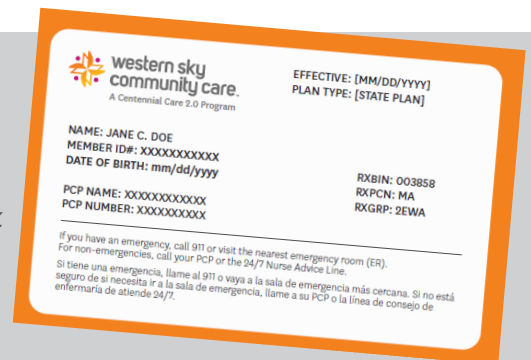 western sky
community care.
A Centennial Care 2.0 Program
EFFECTIVE: [MM/DD/YYYY]
PLAN TYPE: [STATE PLAN]
NAME: JANE C. DOE
MEMBER ID#: XXXXXXXXXXX
DATE OF BIRTH: mm/dd/yyyy
RXBIN: 003858
RXPCN: MA
RXGRP: 2EWA
PCP NAME: XXXXXXXXXXXX
PCP NUMBER: XXXXXXXXXX
If you have an emergency, call 911 or visit the nearest emergency room (ER).
For non-emergencies, call your PCP or the 24/7 Nurse Advice Line.
Si tiene una emergencia, llame al 911 o vaya a la sala de emergencia más cercana. Si no está
seguro de si necesita ir a la sala de emergencia, llame a su PCP o la línea de consejo de
enfermaría de atiende 24/7.